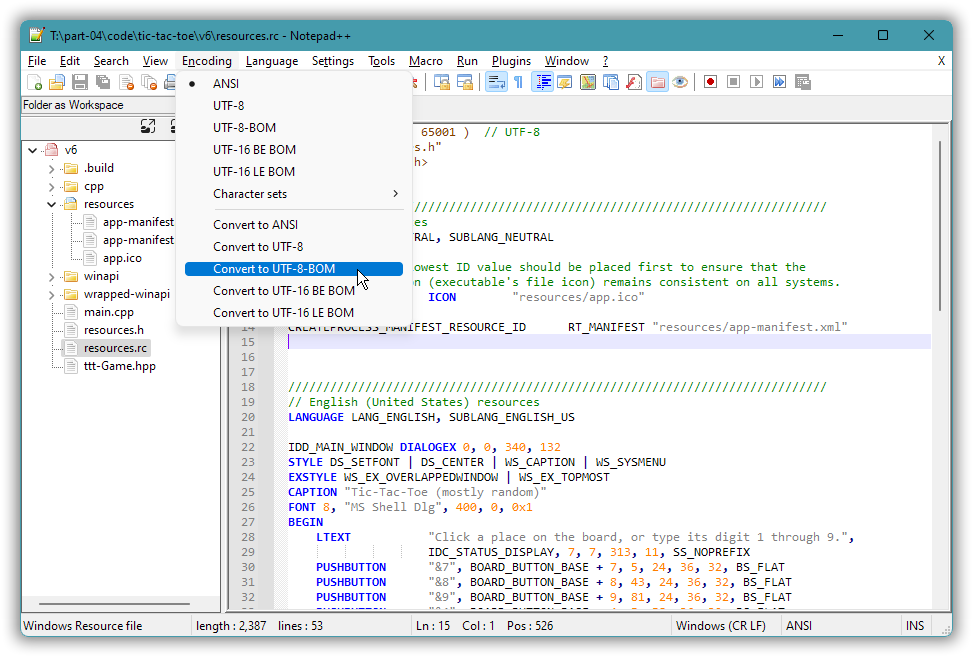 T:\part-04\code\tic-tac-toe\v6\resources.rc - Notepad++
File Edit Search View Encoding Language Settings Tools Macro Run Plugins Window ? X
Folder as Workspace
ANSI
UTF-8
UTF-8-BOM
UTF-16 BE BOM
UTF-16 LE BOM
Character sets
Convert to ANSI
Convert to UTF-8
Convert to UTF-8-BOM
Convert to UTF-16 BE BOM
Convert to UTF-16 LE BOM
v6
.build
cpp
resources
app-manifest
app-manifest
app.ico
winapi
wrapped-winapi
main.cpp
resources.h
resources.rc
ttt-Game.hpp
65001 ) // UTF-8
s.h"
h>
/////////////////////////////////////////////////////////////
es
TRAL, SUBLANG_NEUTRAL
owest ID value should be placed first to ensure that the
n (executable's file icon) remains consistent on all systems.
ICON "resources/app.ico"
14 CREATEPROCESS_MANIFEST_RESOURCE_ID RT_MANIFEST "resources/app-manifest.xml"
15
16
17
18 /////////////////////////////////////////////////////////////////////////////
19 // English (United States) resources
20 LANGUAGE LANG_ENGLISH, SUBLANG_ENGLISH_US
21
22 IDD_MAIN_WINDOW DIALOGEX 0, 0, 340, 132
23 STYLE DS_SETFONT | DS_CENTER | WS_CAPTION | WS_SYSMENU
24 EXSTYLE WS_EX_OVERLAPPEDWINDOW | WS_EX_TOPMOST
25 CAPTION "Tic-Tac-Toe (mostly random)"
26 FONT 8, "MS Shell Dlg", 400, 0, 0x1
27 BEGIN
28 LTEXT "Click a place on the board, or type its digit 1 through 9.",
29 IDC_STATUS_DISPLAY, 7, 7, 313, 11, SS_NOPREFIX
30 PUSHBUTTON "&7", BOARD_BUTTON_BASE + 7, 5, 24, 36, 32, BS_FLAT
31 PUSHBUTTON "&8", BOARD_BUTTON_BASE + 8, 43, 24, 36, 32, BS_FLAT
32 PUSHBUTTON "&9", BOARD_BUTTON_BASE + 9, 81, 24, 36, 32, BS_FLAT
Windows Resource file length : 2,387 lines : 53 Ln : 15 Col : 1 Pos : 526 Windows (CR LF) ANSI INS